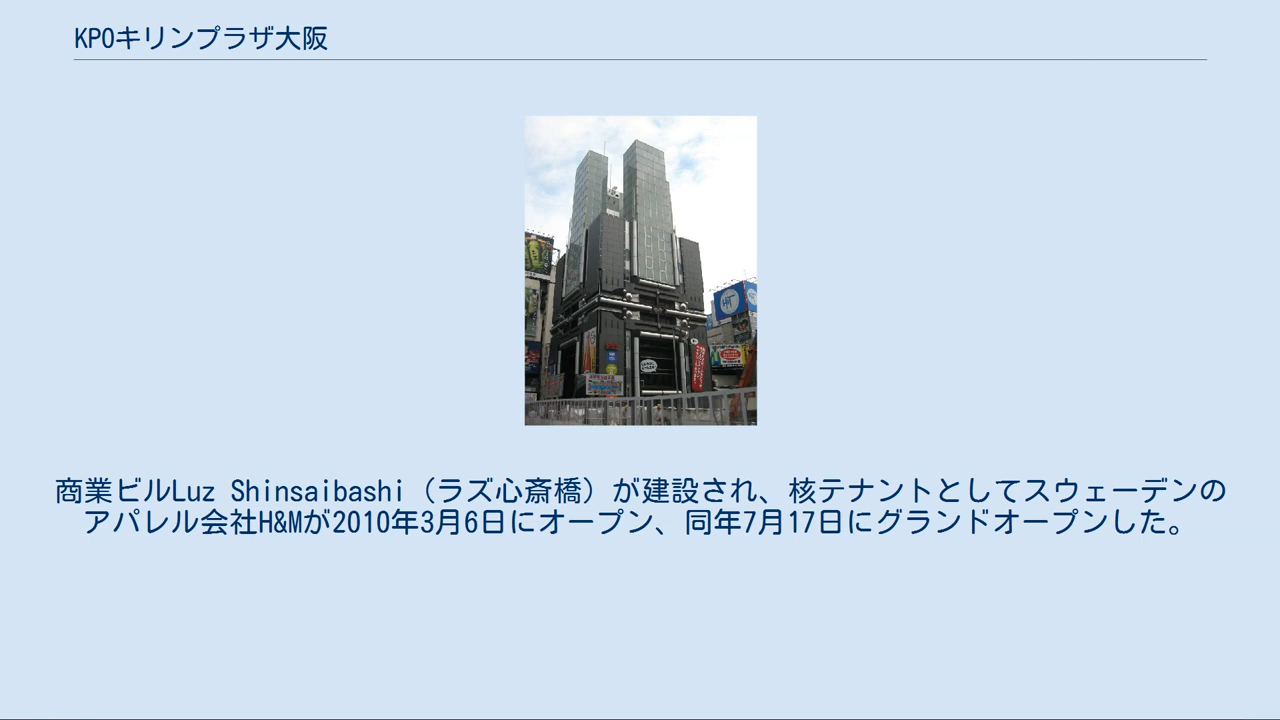 KPOキリンプラザ大阪
商業ビルLuz Shinsaibashi（ラズ心斎橋）が建設され、核テナントとしてスウェーデンの
アパレル会社H&Mが2010年3月6日にオープン、同年7月17日にグランドオープンした。